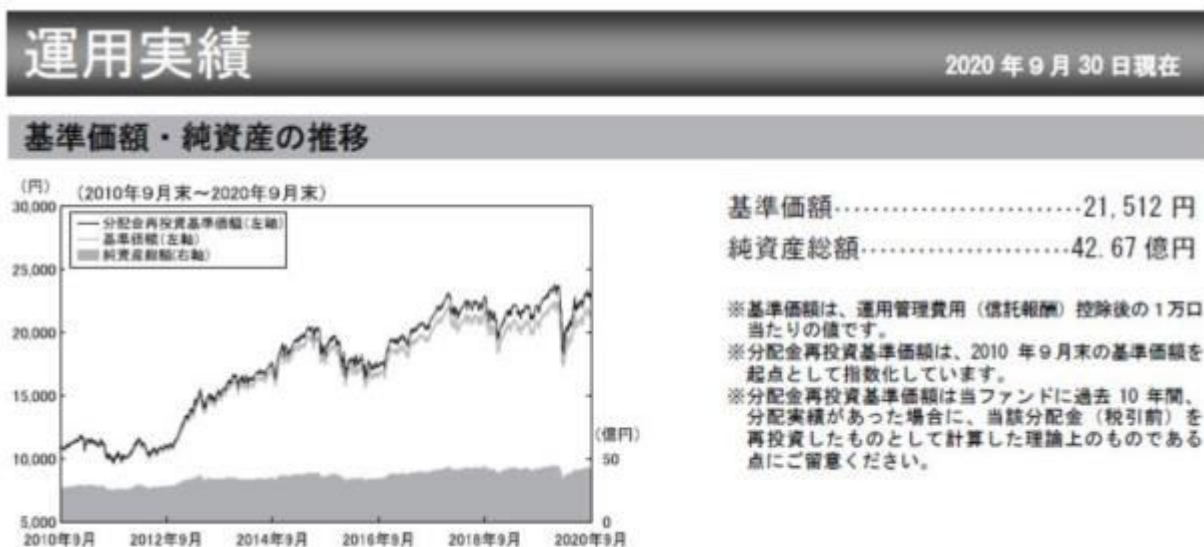 運用実績
2020年9月30日現在
基準価額・純資産の推移
(円)
(2010年9月末~2020年9月末)
30,000
25,000
20,000
15,000
10,000
5,000
分配金再投資基準価額(左軸)
基準価額(左軸)
純資産総額(右軸)
(億円)
50
0
2010年9月 2012年9月 2014年9月 2016年9月 2018年9月 2020年9月
基準価額‥‥‥‥‥‥‥‥‥21,512円
純資産総額‥‥‥‥‥‥‥‥42.67億円
※基準価額は、運用管理費用(信託報酬)控除後の1万口
当たりの値です。
※分配金再投資基準価額は、2010 年9月末の基準価額を
起点として指数化しています。
※分配金再投資基準価額は当ファンドに過去 10 年間、
分配実績があった場合に、当該分配金(税引前)を
再投資したものとして計算した理論上のものである
点にご留意ください。